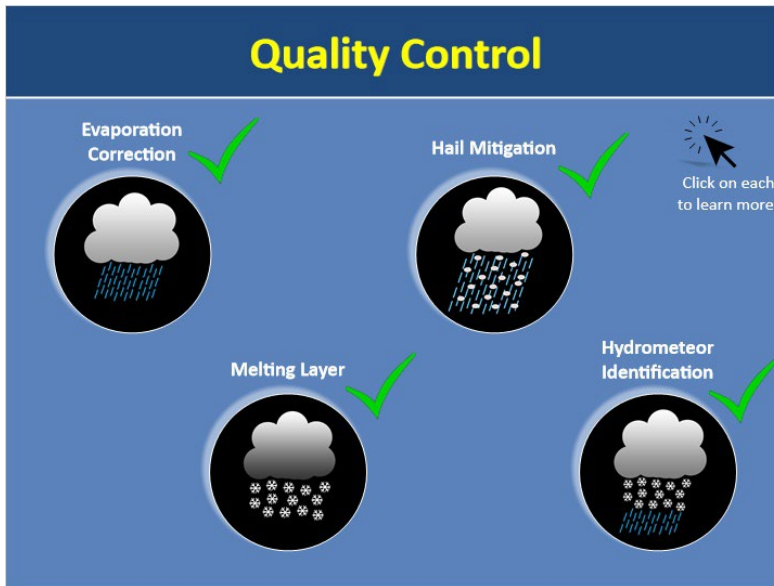 Quality Control
Evaporation
Correction
Hail Mitigation
Click on each
to learn more
Melting Layer
Hydrometeor
Identification